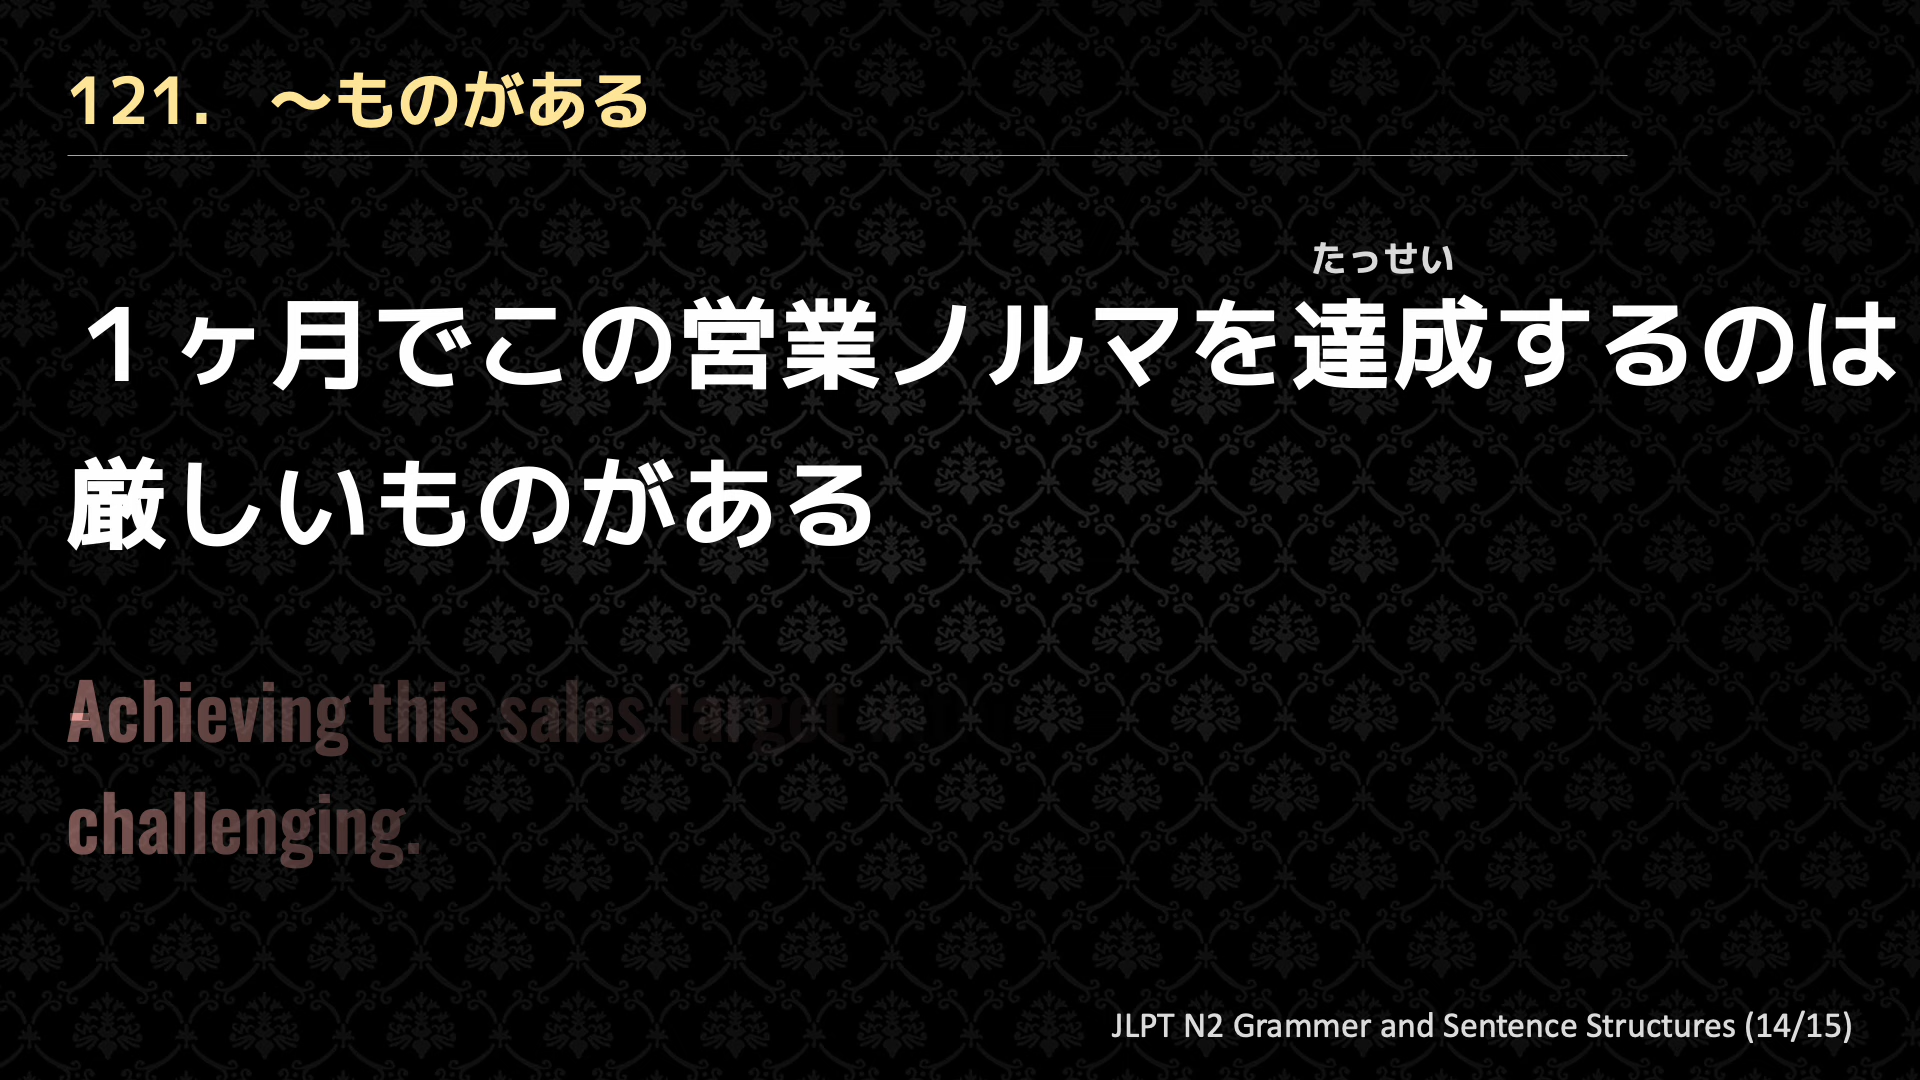 121. ～ものがある
たっせい
１ヶ月でこの営業ノルマを達成するのは
厳しいものがある
Achieving this sales target
challenging.
JLPT N2 Grammer and Sentence Structures (14/15)